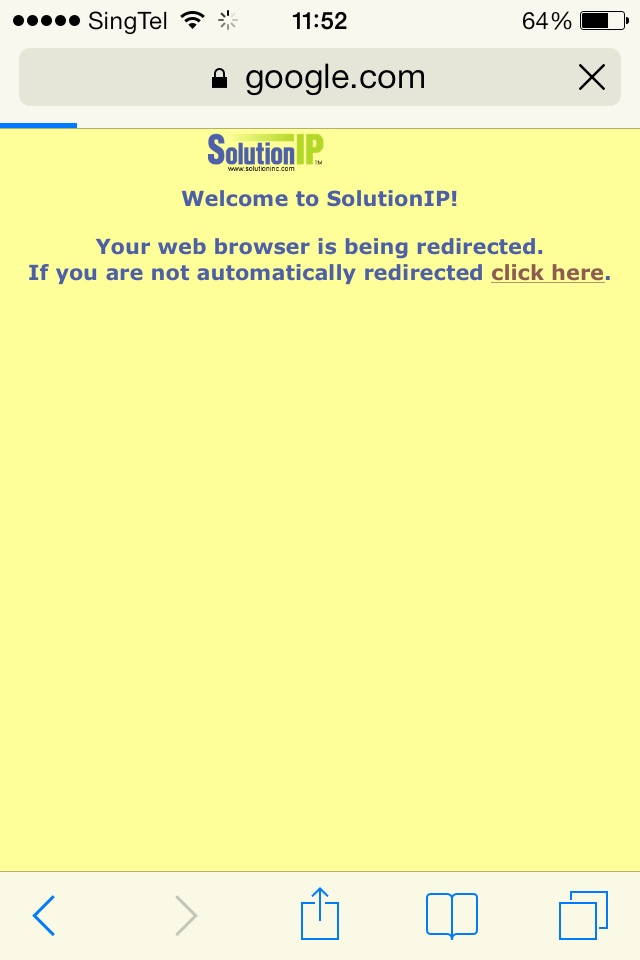 ●●●●● SingTel 11:52 64%
google.com
SolutionIP™
www.solutioninc.com
Welcome to SolutionIP!
Your web browser is being redirected.
If you are not automatically redirected click here.